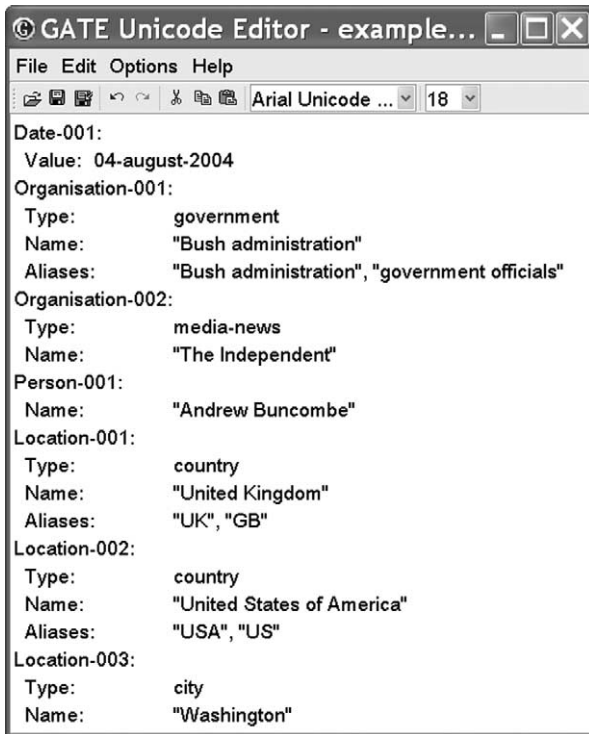 GATE Unicode Editor - example...
File Edit Options Help
Arial Unicode ... 18
Date-001:
Value: 04-august-2004
Organisation-001:
Type: government
Name: "Bush administration"
Aliases: "Bush administration", "government officials"
Organisation-002:
Type: media-news
Name: "The Independent"
Person-001:
Name: "Andrew Buncombe"
Location-001:
Type: country
Name: "United Kingdom"
Aliases: "UK", "GB"
Location-002:
Type: country
Name: "United States of America"
Aliases: "USA", "US"
Location-003:
Type: city
Name: "Washington"